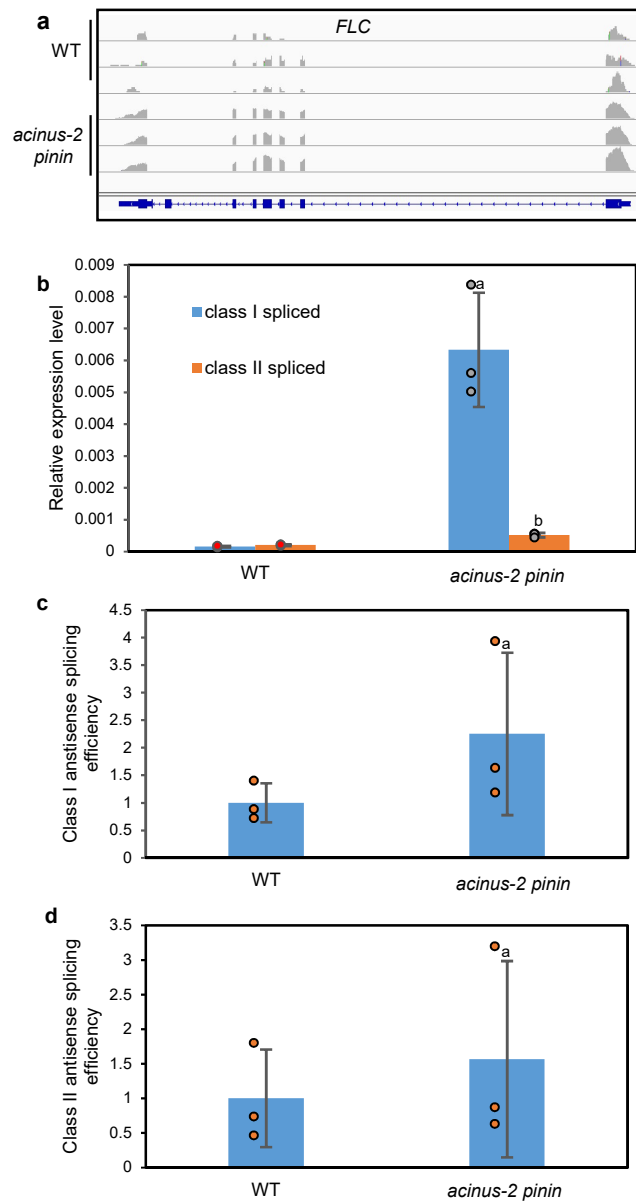 a
FLC
WT
acinus-2
pinin
b
0.009
0.008
0.007
0.006
0.005
0.004
0.003
0.002
0.001
0
Relative expression level
class I spliced
class II spliced
a
b
WT
acinus-2 pinin
c
4.5
4
3.5
3
2.5
2
1.5
1
0.5
0
Class I anstisense splicing
efficiency
a
WT
acinus-2 pinin
d
3.5
3
2.5
2
1.5
1
0.5
0
Class II antisense splicing
efficiency
a
WT
acinus-2 pinin